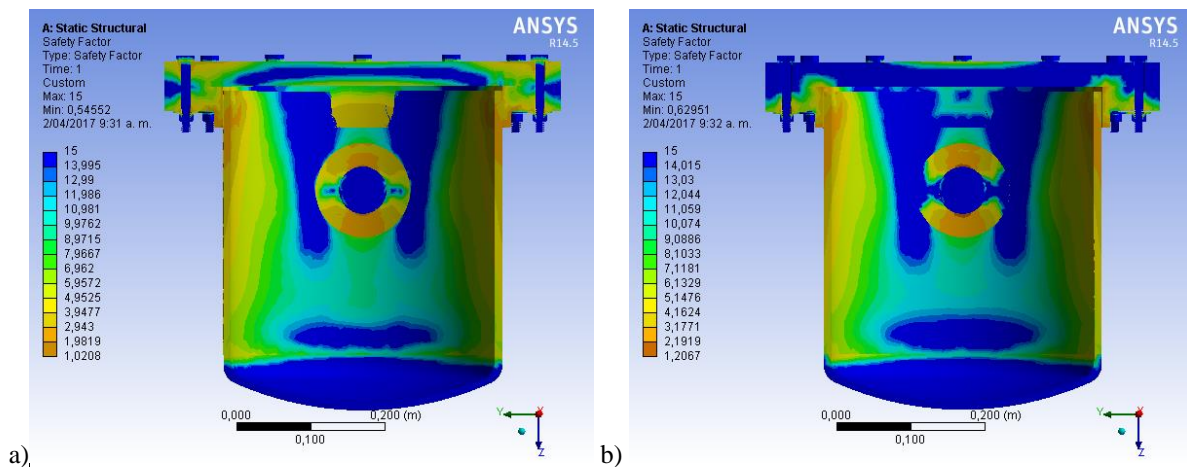 A: Static Structural
Safety Factor
Type: Safety Factor
Time: 1
Custom
Max: 15
Min: 0,54552
2/04/2017 9:31 a. m.
15
13,995
12,99
11,986
10,981
9,9762
8,9715
7,9667
6,962
5,9572
4,9525
3,9477
2,943
1,9819
1,0208
ANSYS
R14.5
0,000
0,200 (m)
0,100
Y
X
Z
a)
A: Static Structural
Safety Factor
Type: Safety Factor
Time: 1
Custom
Max: 15
Min: 0,62951
2/04/2017 9:32 a. m.
15
14,015
13,03
12,044
11,059
10,074
9,0886
8,1033
7,1181
6,1329
5,1476
4,1624
3,1771
2,1919
1,2067
ANSYS
R14.5
0,000
0,200 (m)
0,100
Y
X
Z
b)